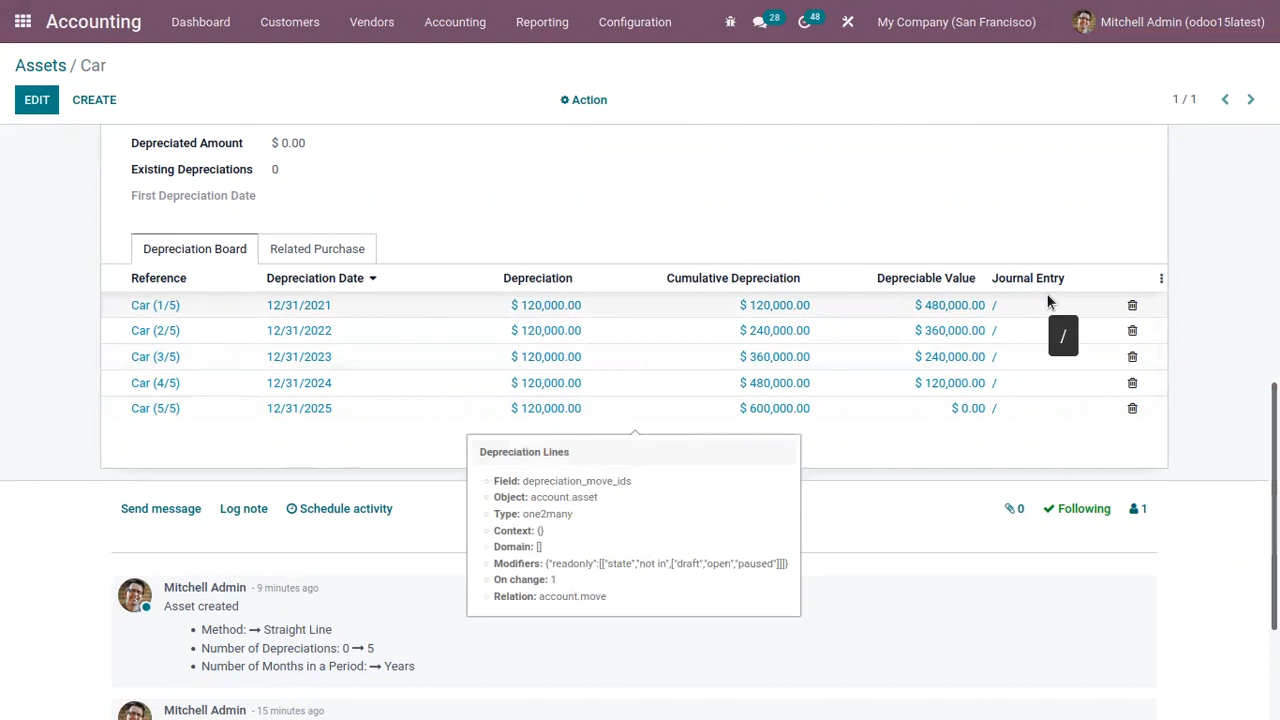 Accounting Dashboard Customers Vendors Accounting Reporting Configuration 28 48 My Company (San Francisco) Mitchell Admin (odoo15latest)
Assets / Car
EDIT CREATE Action 1 / 1
Depreciated Amount $ 0.00
Existing Depreciations 0
First Depreciation Date
Depreciation Board Related Purchase
Reference Depreciation Date Depreciation Cumulative Depreciation Depreciable Value Journal Entry
Car (1/5) 12/31/2021 $ 120,000.00 $ 120,000.00 $ 480,000.00 /
Car (2/5) 12/31/2022 $ 120,000.00 $ 240,000.00 $ 360,000.00 /
/
Car (3/5) 12/31/2023 $ 120,000.00 $ 360,000.00 $ 240,000.00 /
Car (4/5) 12/31/2024 $ 120,000.00 $ 480,000.00 $ 120,000.00 /
Car (5/5) 12/31/2025 $ 120,000.00 $ 600,000.00 $ 0.00 /
Depreciation Lines
Field: depreciation_move_ids
Object: account.asset
Type: one2many
Context: {}
Domain: []
Modifiers: {"readonly":[["state","not in",["draft","open","paused"]]]}
On change: 1
Relation: account.move
Send message Log note Schedule activity 0 Following 1
Mitchell Admin - 9 minutes ago
Asset created
Method: → Straight Line
Number of Depreciations: 0 → 5
Number of Months in a Period: → Years
Mitchell Admin - 15 minutes ago